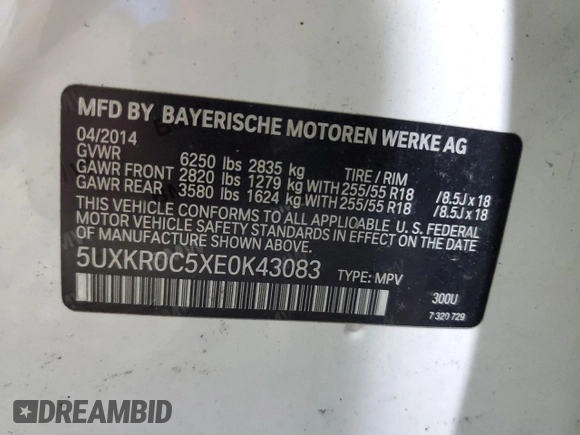 MFD BY BAYERISCHE MOTOREN WERKE AG
04/2014
GVWR 6250 lbs 2835 kg TIRE / RIM
GAWR FRONT 2820 lbs 1279 kg WITH 255/55 R18 /8.5J x 18
GAWR REAR 3580 lbs 1624 kg WITH 255/55 R18 /8.5J x 18
THIS VEHICLE CONFORMS TO ALL APPLICABLE U.S. FEDERAL
MOTOR VEHICLE SAFETY STANDARDS IN EFFECT ON THE DATE
OF MANUFACTURE SHOWN ABOVE.
5UXKR0C5XE0K43083 TYPE: MPV
300U
7 320 729
DREAMBID